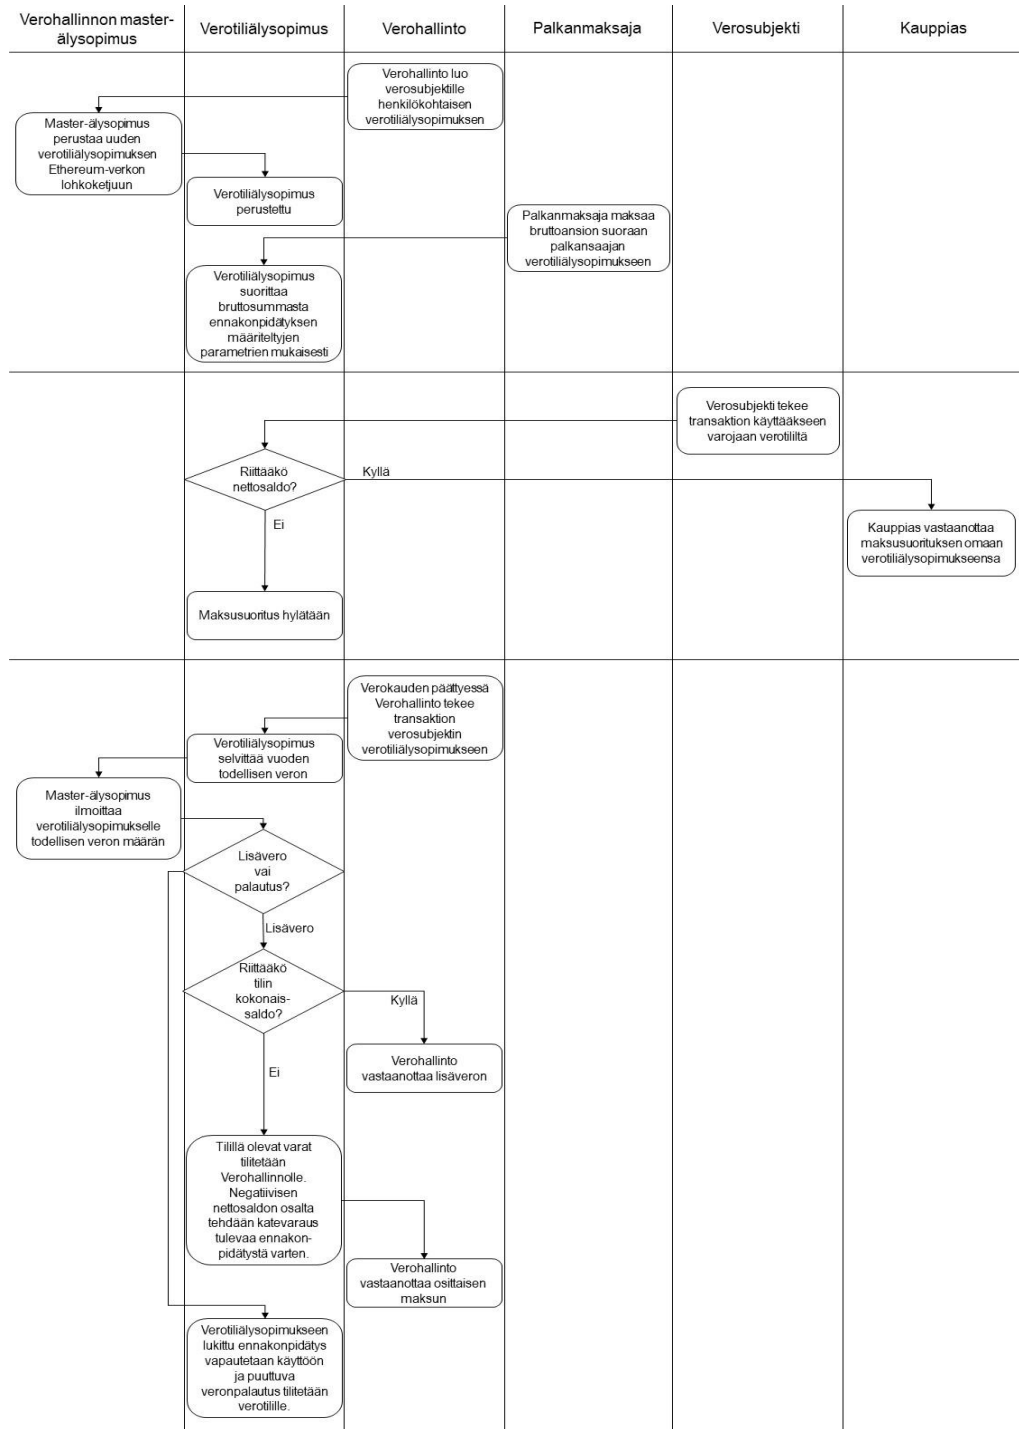 Verohallinnon master-
älysopimus
Verotiliälysopimus
Verohallinto
Palkanmaksaja
Verosubjekti
Kauppias
Verohallinto luo
verosubjektille
henkilökohtaisen
verotiliälysopimuksen
Master-älysopimus
perustaa uuden
verotiliälysopimuksen
Ethereum-verkon
lohkoketjuun
Verotiliälysopimus
perustettu
Palkanmaksaja maksaa
bruttoansion suoraan
palkansaajan
verotiliälysopimukseen
Verotiliälysopimus
suorittaa
bruttosummasta
ennakonpidätyksen
määriteltyjen
parametrien mukaisesti
Verosubjekti tekee
transaktion käyttääkseen
varojaan verotililtä
Riittääkö
nettosaldo?
Kyllä
Ei
Kauppias vastaanottaa
maksusuorituksen omaan
verotiliälysopimukseensa
Maksusuoritus hylätään
Verokauden päättyessä
Verohallinto tekee
transaktion
verosubjektin
verotiliälysopimukseen
Verotiliälysopimus
selvittää vuoden
todellisen veron
Master-älysopimus
ilmoittaa
verotiliälysopimukselle
todellisen veron määrän
Lisävero
vai
palautus?
Lisävero
Riittääkö
tilin
kokonais-
saldo?
Kyllä
Ei
Verohallinto
vastaanottaa lisäveron
Tilillä olevat varat
tilitetään
Verohallinnolle.
Negatiivisen
nettosaldon osalta
tehdään katevaraus
tulevaa ennakon-
pidätystä varten.
Verohallinto
vastaanottaa osittaisen
maksun
Verotiliälysopimukseen
lukittu ennakonpidätys
vapautetaan käyttöön
ja puuttuva
veronpalautus tilitetään
verotilille.